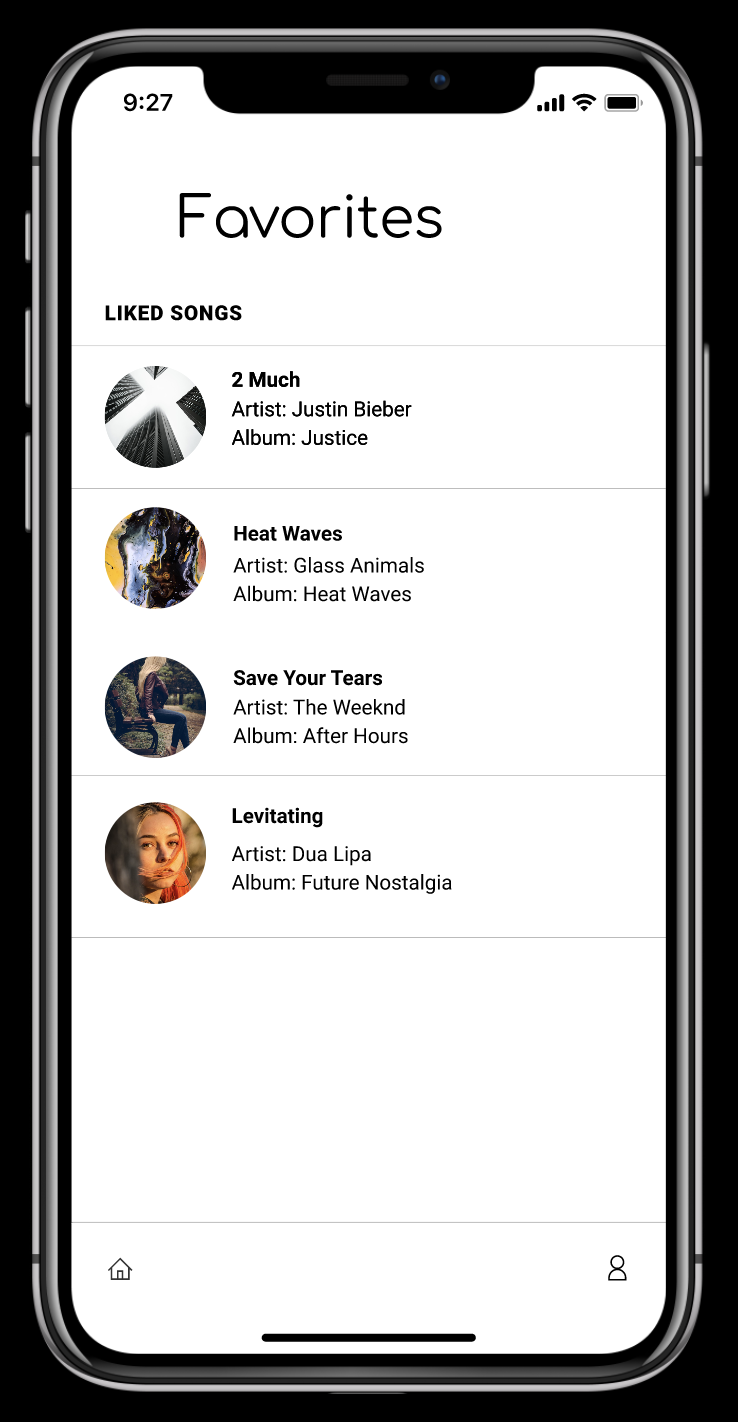 9:27
Favorites
LIKED SONGS
2 Much
Artist: Justin Bieber
Album: Justice
Heat Waves
Artist: Glass Animals
Album: Heat Waves
Save Your Tears
Artist: The Weeknd
Album: After Hours
Levitating
Artist: Dua Lipa
Album: Future Nostalgia